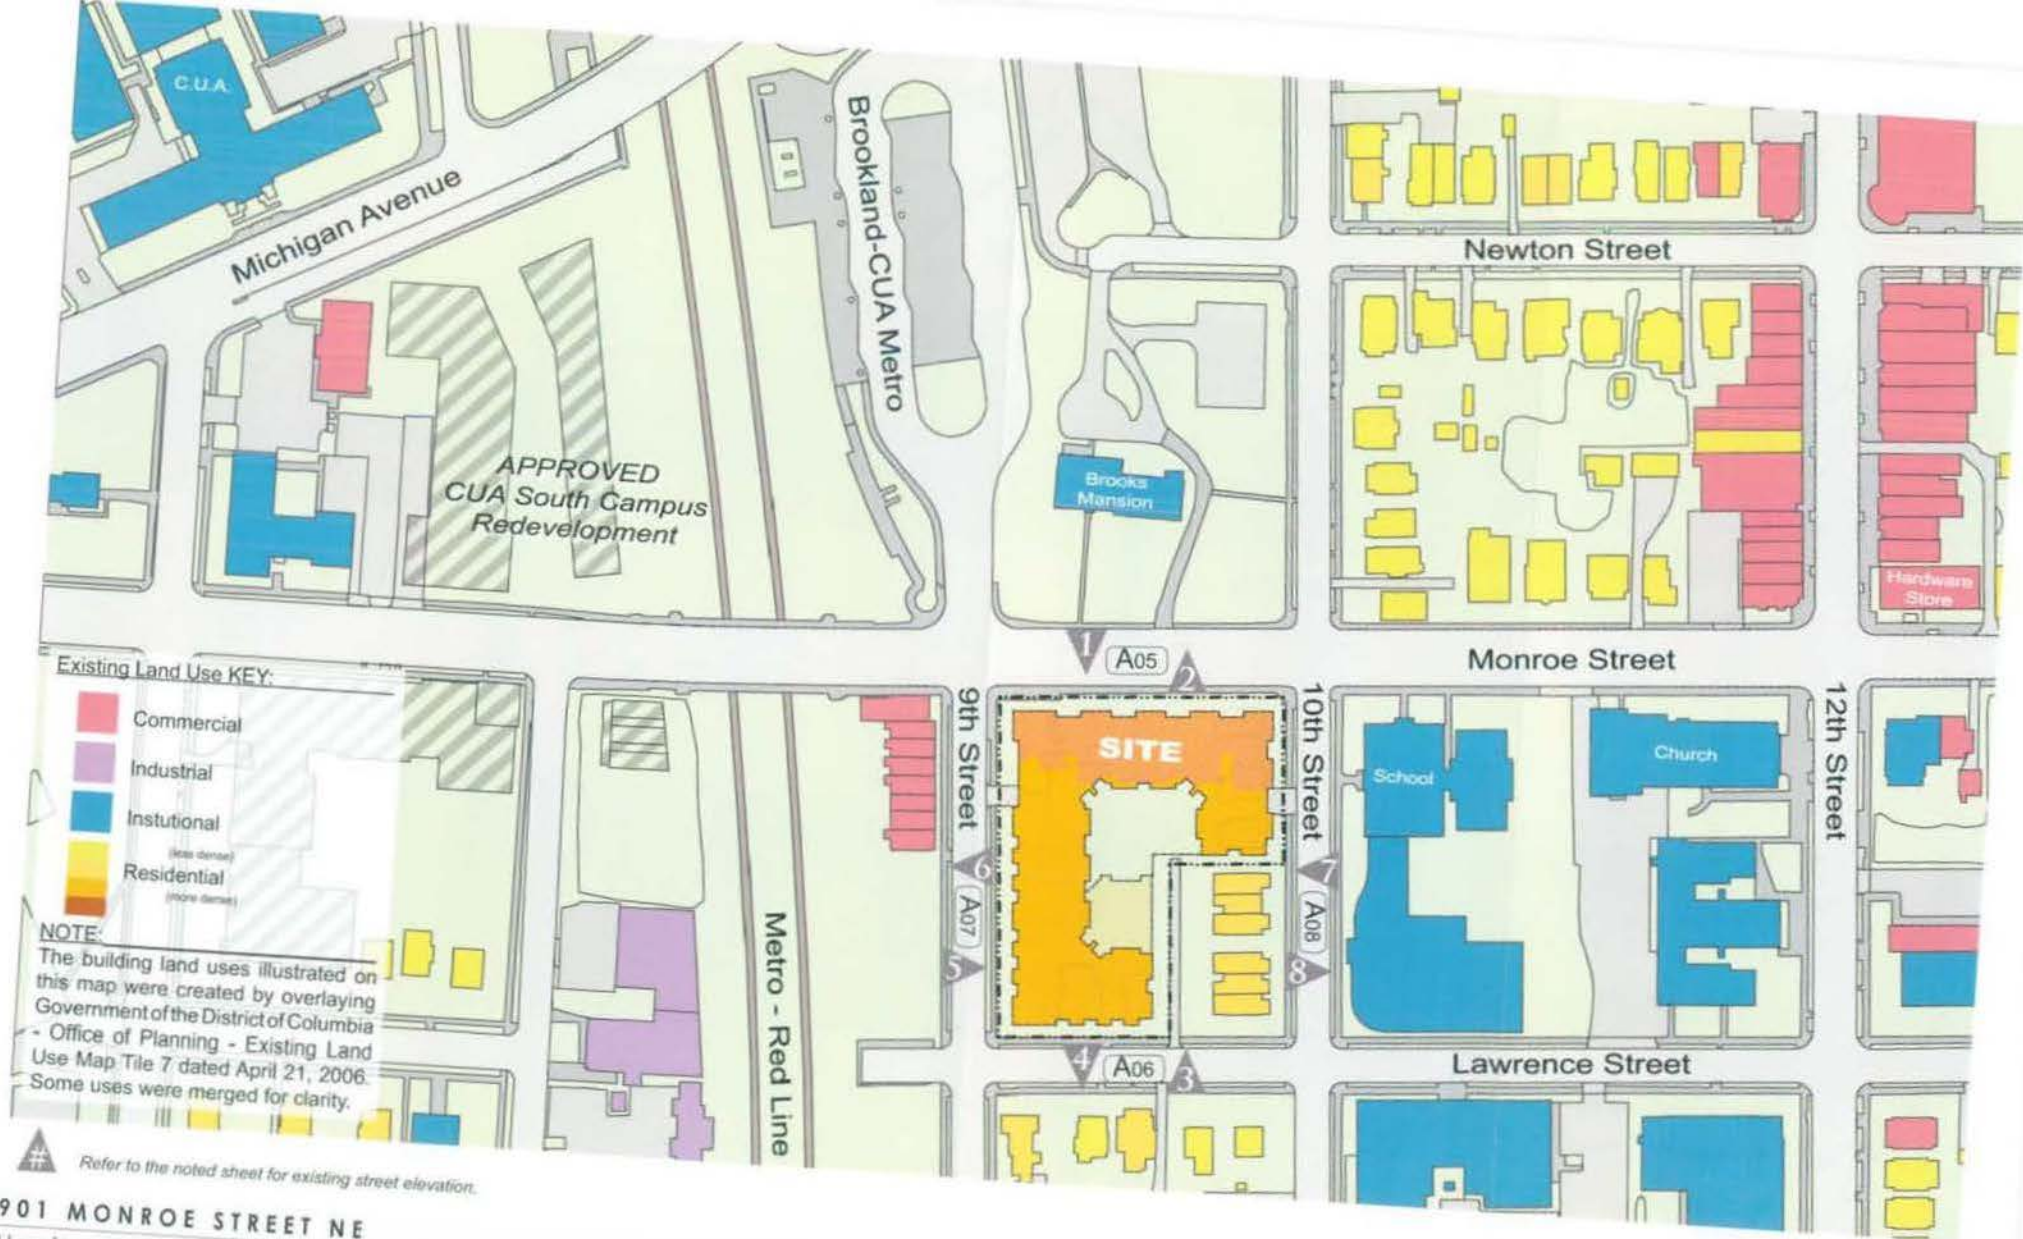 C.U.A.
Michigan Avenue
Brookland-CUA Metro
Newton Street
APPROVED
CUA South Campus
Redevelopment
Brooks
Mansion
Hardware
Store
1
A05
2
Monroe Street
Existing Land Use KEY:
Commercial
Industrial
Instutional
(less dense)
Residential
(more dense)
NOTE:
The building land uses illustrated on
this map were created by overlaying
Government of the District of Columbia
- Office of Planning - Existing Land
Use Map Tile 7 dated April 21, 2006.
Some uses were merged for clarity.
9th Street
SITE
10th Street
School
Church
12th Street
6
A07
5
7
A08
8
Metro - Red Line
4
A06
3
Lawrence Street
#
Refer to the noted sheet for existing street elevation.
901 MONROE STREET NE